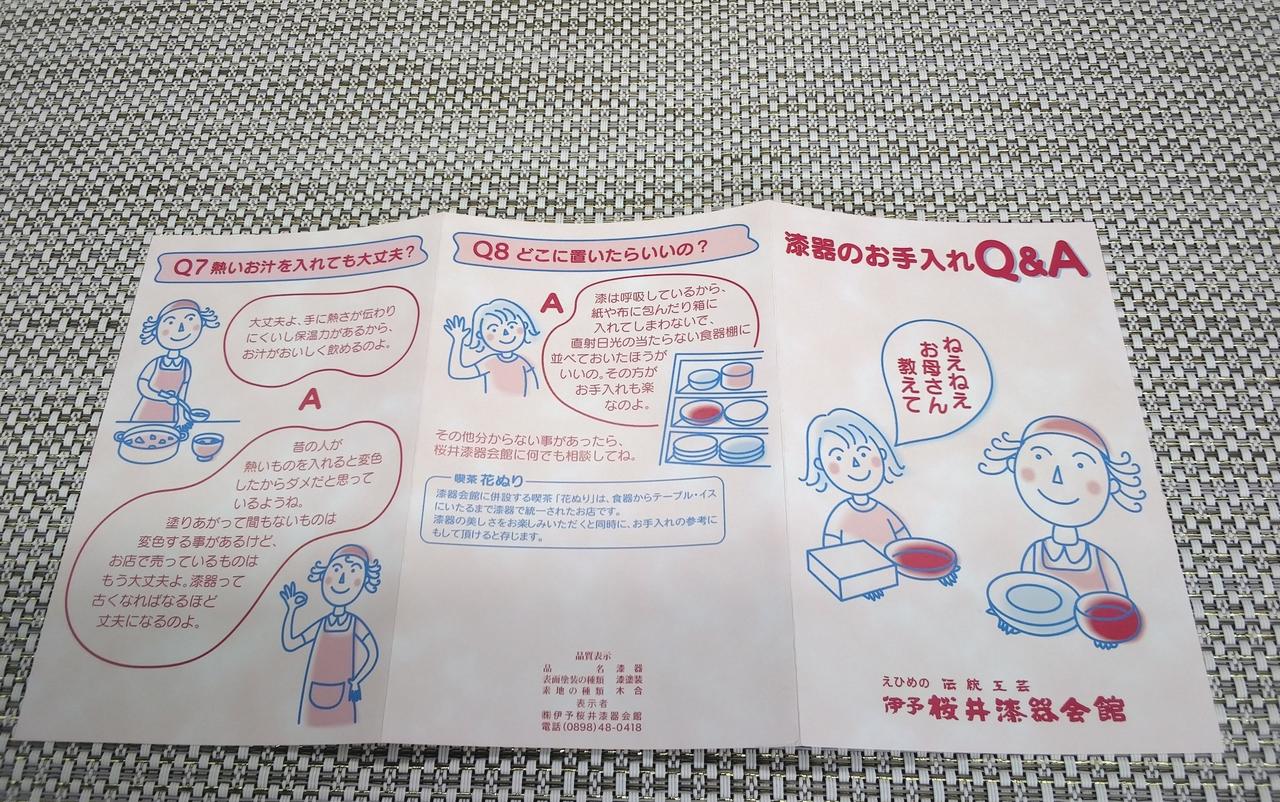 Q7 熱いお汁を入れても大丈夫？
大丈夫よ、手に熱さが伝わり
にくいし保温力があるから、
お汁がおいしく飲めるのよ。
A
昔の人が
熱いものを入れると変色
したからダメだと思って
いるようね。
塗りあがって間もないものは
変色する事があるけど、
お店で売っているものは
もう大丈夫よ。漆器って
古くなればなるほど
丈夫になるのよ。
Q8 どこに置いたらいいの？
A
漆は呼吸しているから、
紙や布に包んだり箱に
入れてしまわないで、
直射日光の当たらない食器棚に
並べておいたほうが
いいの。その方が
お手入れも楽
なのよ。
その他分からない事があったら、
桜井漆器会館に何でも相談してね。
喫茶 花ぬり
漆器会館に併設する喫茶「花ぬり」は、食器からテーブル・イス
にいたるまで漆器で統一されたお店です。
漆器の美しさをお楽しみいただくと同時に、お手入れの参考に
もして頂けると存じます。
品質表示
品名 漆器
表面塗装の種類 漆塗装
素地の種類 木合
表示者
㈱伊予桜井漆器会館
電話(0898)48-0418
漆器のお手入れQ&A
ねえねえ
お母さん
教えて
えひめの 伝統工芸
伊予桜井漆器会館